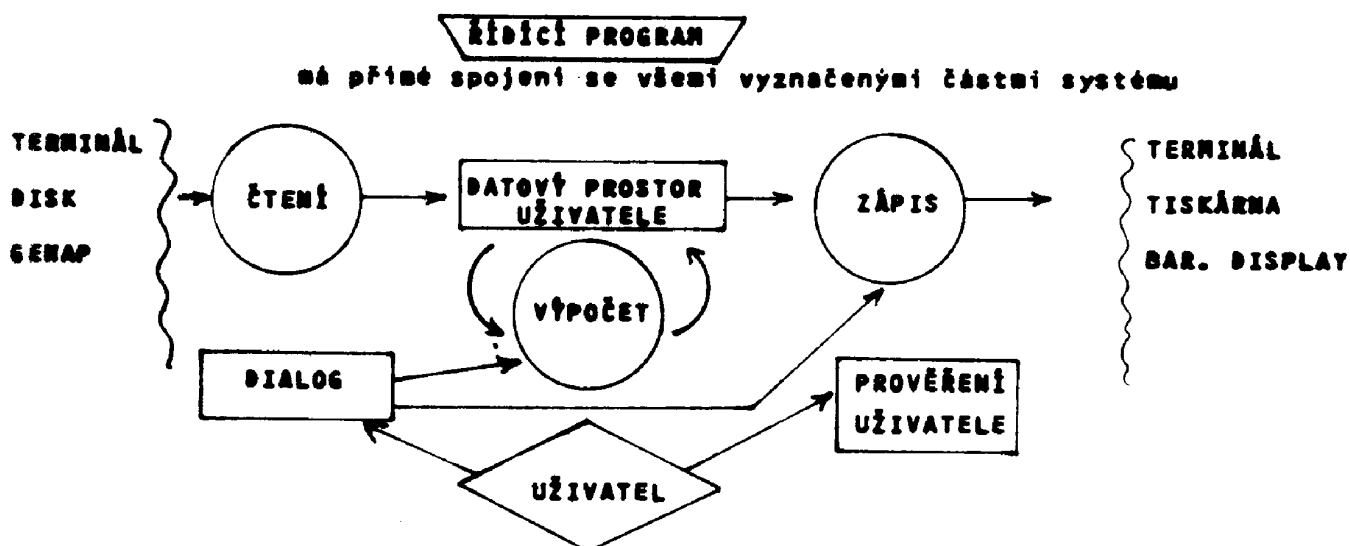 ŘÍDÍCÍ PROGRAM
má přímé spojení se všemi vyznačenými částmi systému
TERMINÁL
DISK
GEMAP
ČTENÍ
DATOVÝ PROSTOR
UŽIVATELE
ZÁPIS
TERMINÁL
TISKÁRNA
BAR. DISPLAY
VÝPOČET
DIALOG
PROVĚŘENÍ
UŽIVATELE
UŽIVATEL